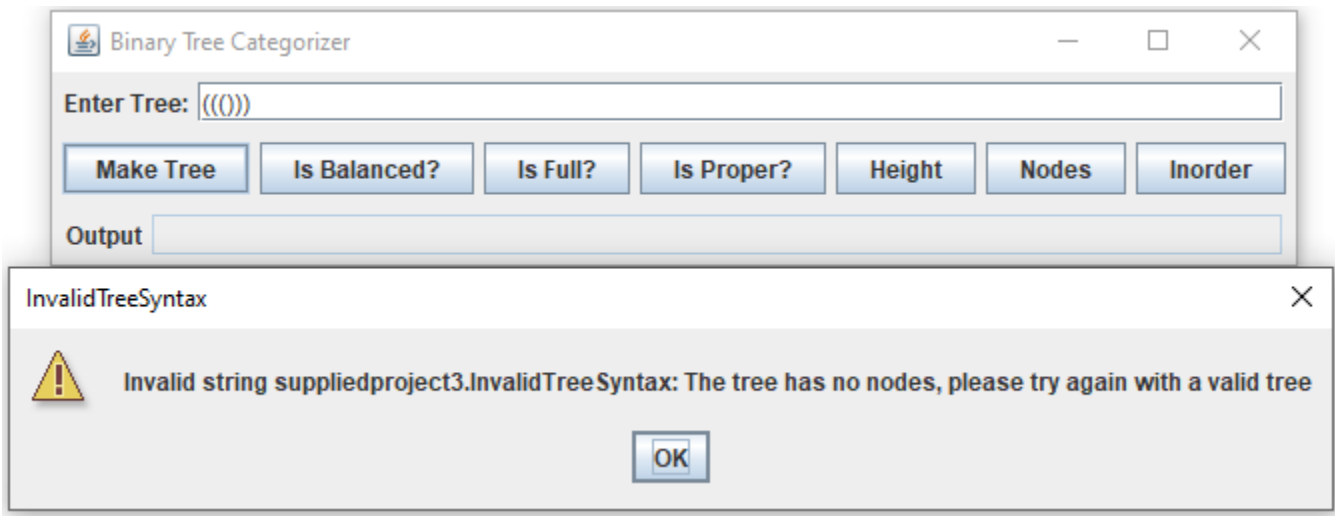 Binary Tree Categorizer
Enter Tree: ((()))
Make Tree Is Balanced? Is Full? Is Proper? Height Nodes Inorder
Output
InvalidTreeSyntax
Invalid string suppliedproject3.InvalidTreeSyntax: The tree has no nodes, please try again with a valid tree
OK